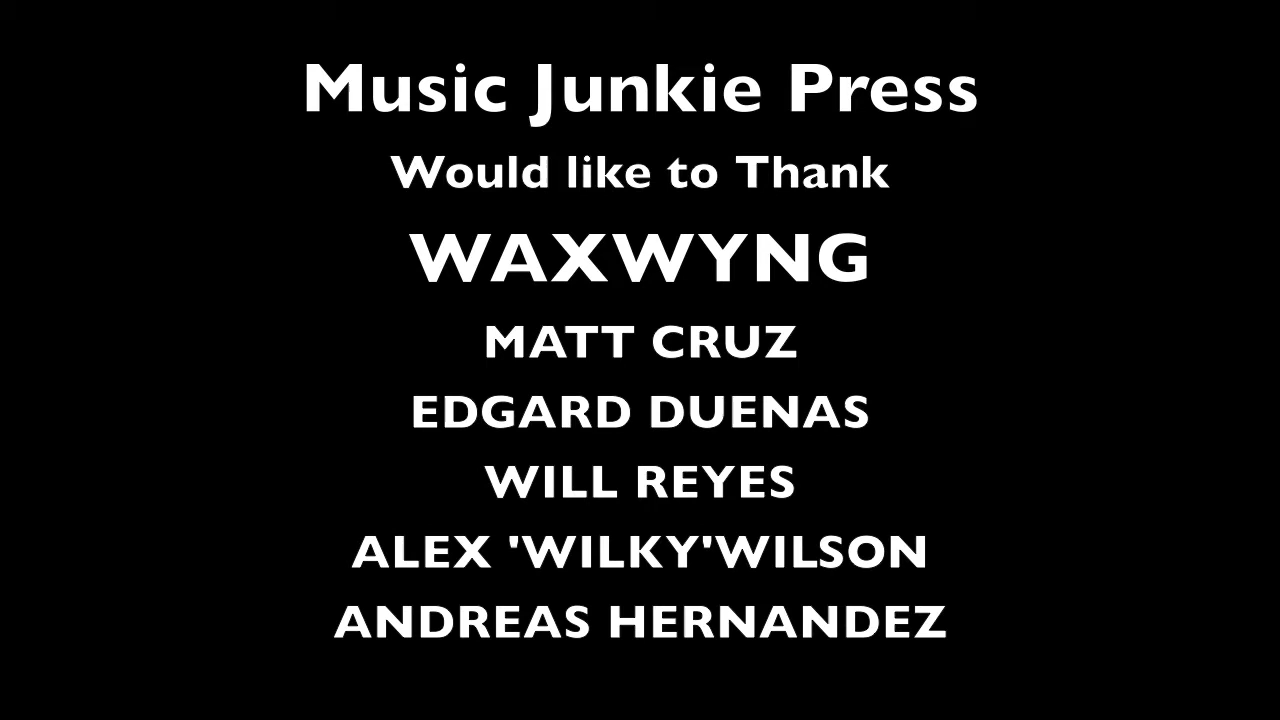 Music Junkie Press
Would like to Thank
WAXWYNG
MATT CRUZ
EDGARD DUENAS
WILL REYES
ALEX 'WILKY'WILSON
ANDREAS HERNANDEZ